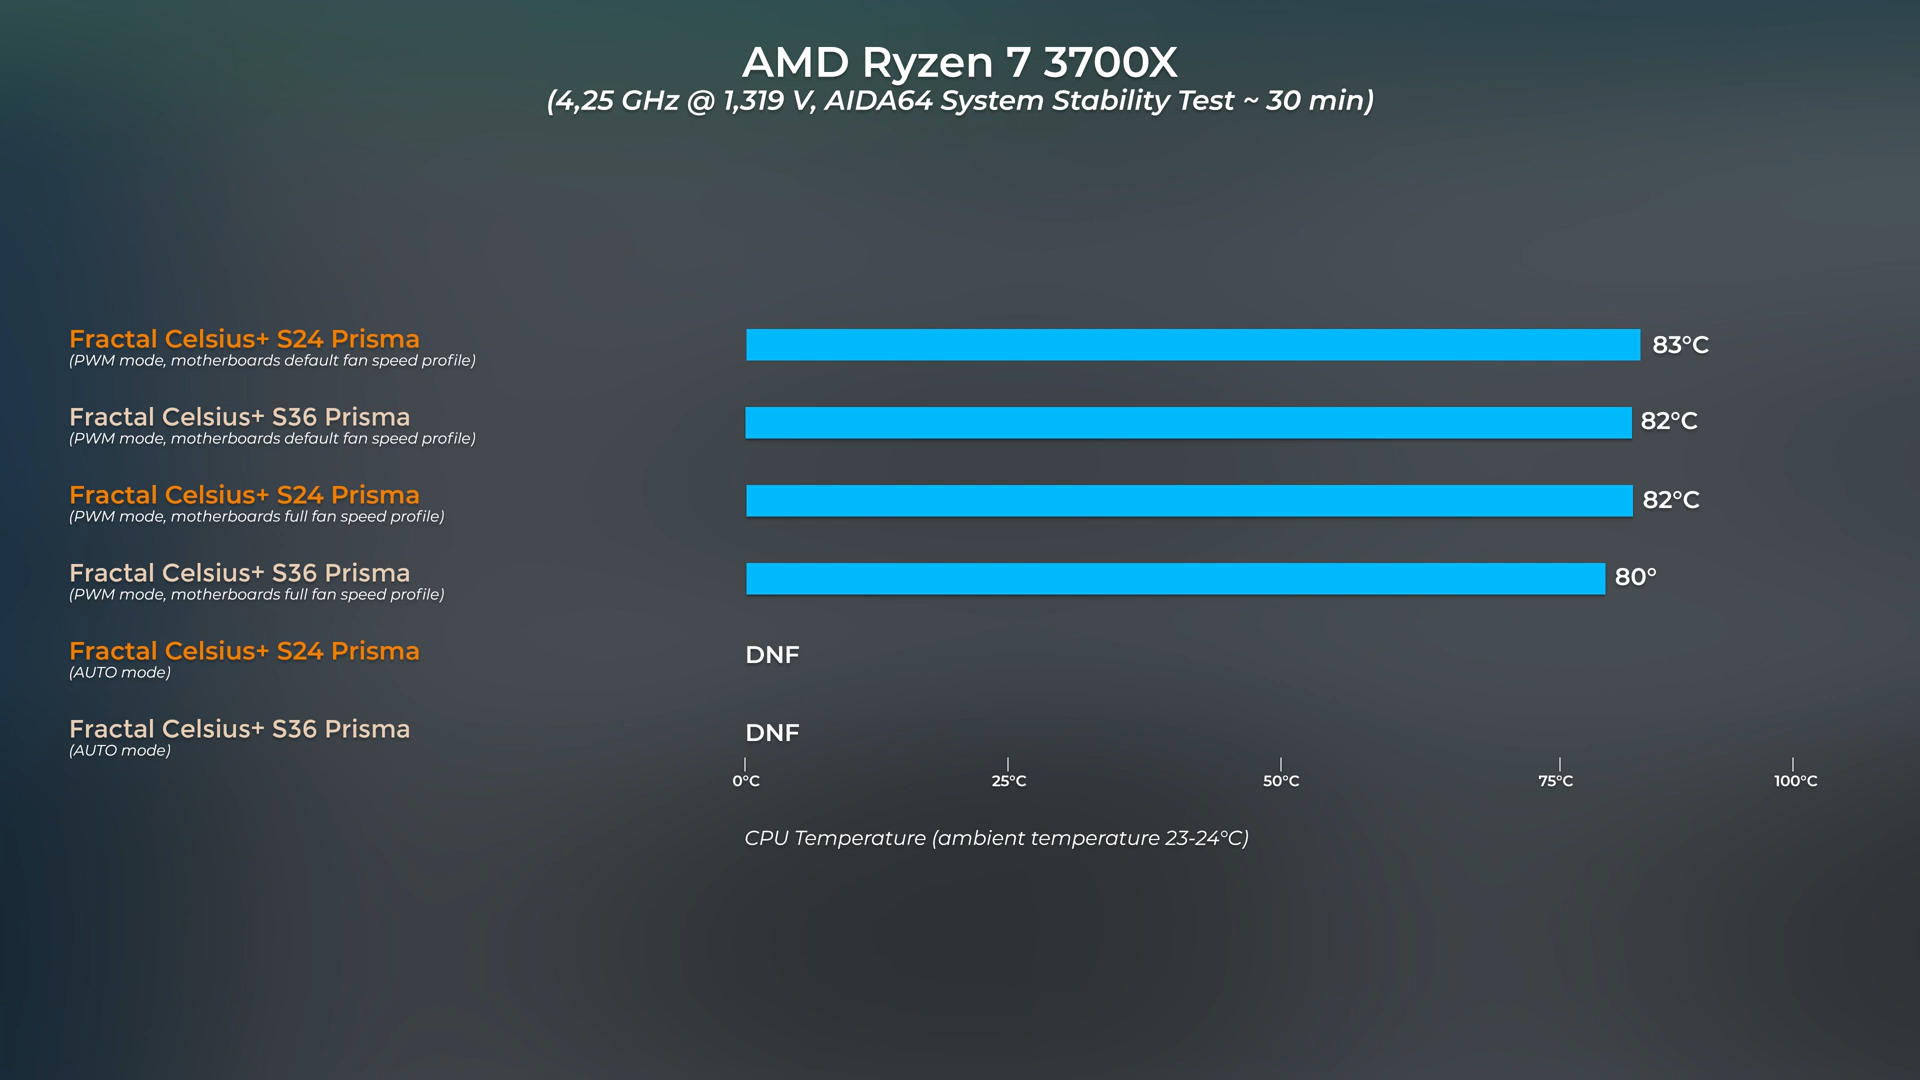 AMD Ryzen 7 3700X
(4,25 GHz @ 1,319 V, AIDA64 System Stability Test ~ 30 min)
Fractal Celsius+ S24 Prisma
(PWM mode, motherboards default fan speed profile)
83°C
Fractal Celsius+ S36 Prisma
(PWM mode, motherboards default fan speed profile)
82°C
Fractal Celsius+ S24 Prisma
(PWM mode, motherboards full fan speed profile)
82°C
Fractal Celsius+ S36 Prisma
(PWM mode, motherboards full fan speed profile)
80°
Fractal Celsius+ S24 Prisma
(AUTO mode)
DNF
Fractal Celsius+ S36 Prisma
(AUTO mode)
DNF
0°C 25°C 50°C 75°C 100°C
CPU Temperature (ambient temperature 23-24°C)